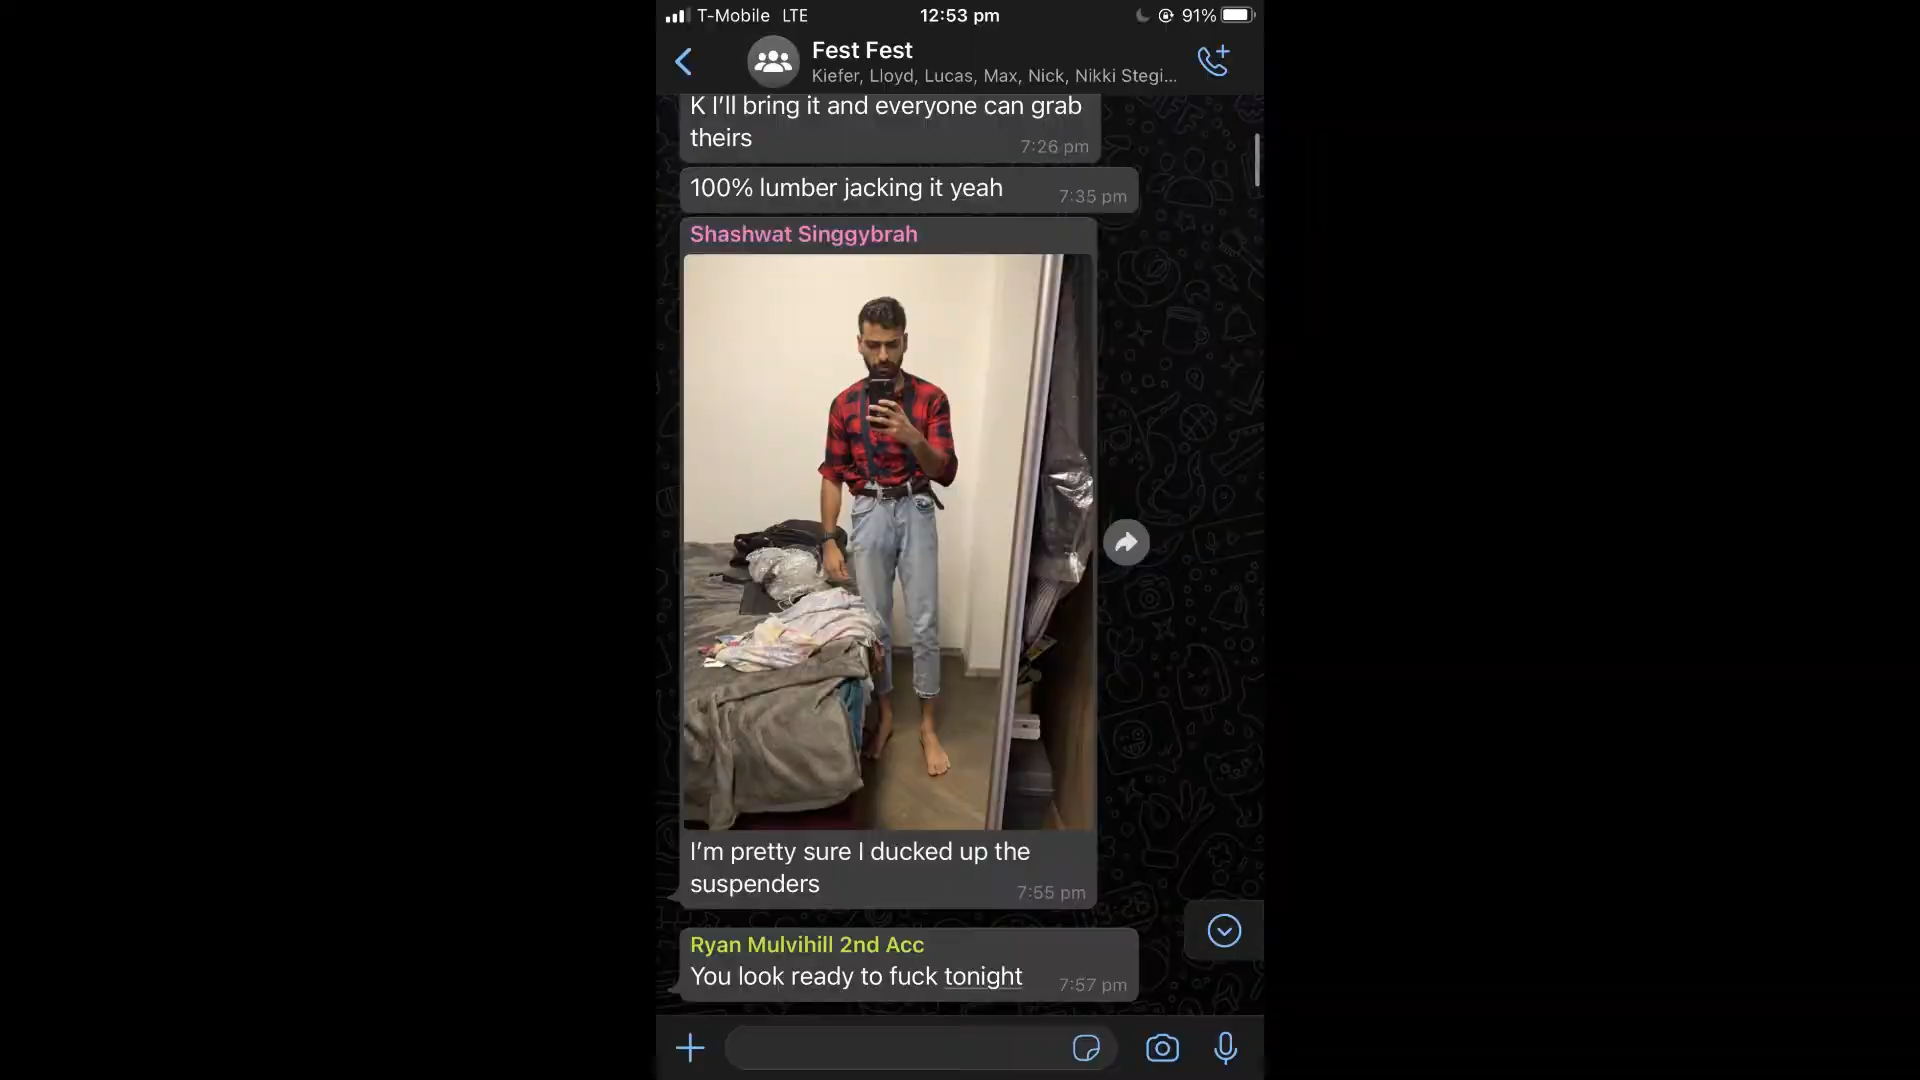 T-Mobile LTE 12:53 pm 91%
Fest Fest
Kiefer, Lloyd, Lucas, Max, Nick, Nikki Stegi...
K I'll bring it and everyone can grab
theirs 7:26 pm
100% lumber jacking it yeah 7:35 pm
Shashwat Singgybrah
I'm pretty sure I ducked up the
suspenders 7:55 pm
Ryan Mulvihill 2nd Acc
You look ready to fuck tonight 7:57 pm